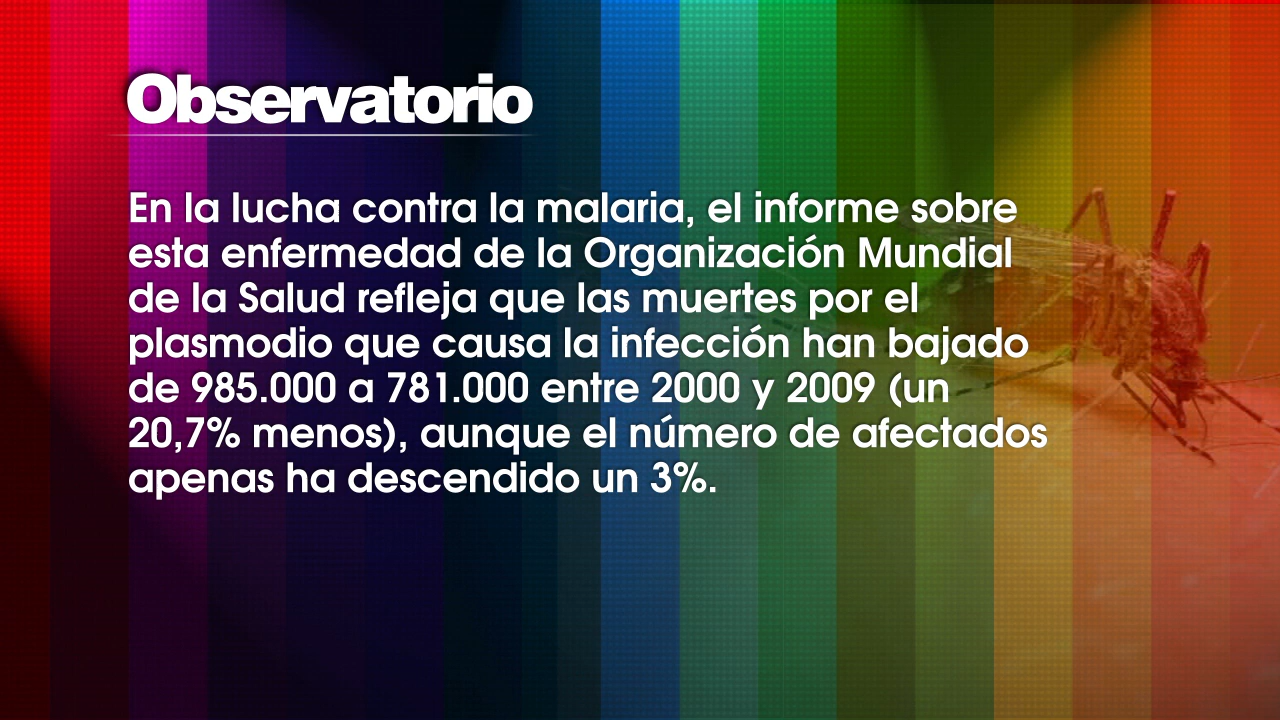 Observatorio
En la lucha contra la malaria, el informe sobre
esta enfermedad de la Organización Mundial
de la Salud refleja que las muertes por el
plasmodio que causa la infección han bajado
de 985.000 a 781.000 entre 2000 y 2009 (un
20,7% menos), aunque el número de afectados
apenas ha descendido un 3%.